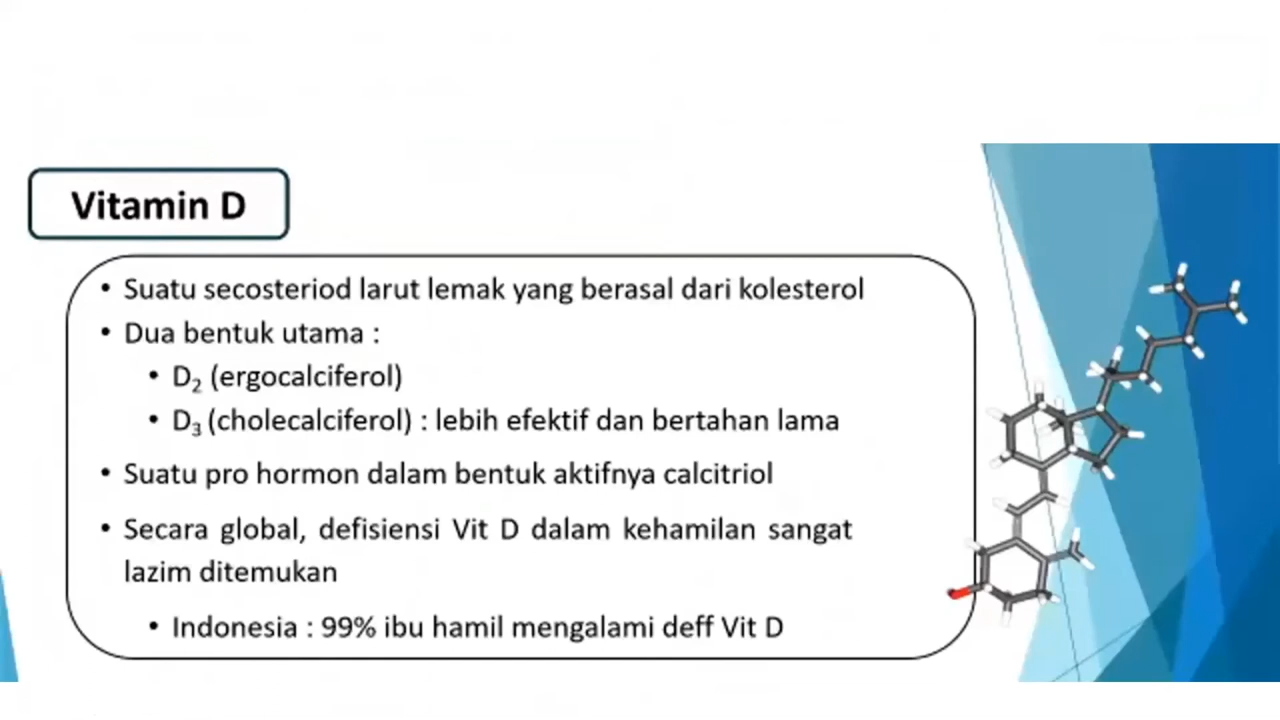 Vitamin D
• Suatu secosteriod larut lemak yang berasal dari kolesterol
• Dua bentuk utama :
• D₂ (ergocalciferol)
• D₃ (cholecalciferol) : lebih efektif dan bertahan lama
• Suatu pro hormon dalam bentuk aktifnya calcitriol
• Secara global, defisiensi Vit D dalam kehamilan sangat
lazim ditemukan
• Indonesia : 99% ibu hamil mengalami deff Vit D